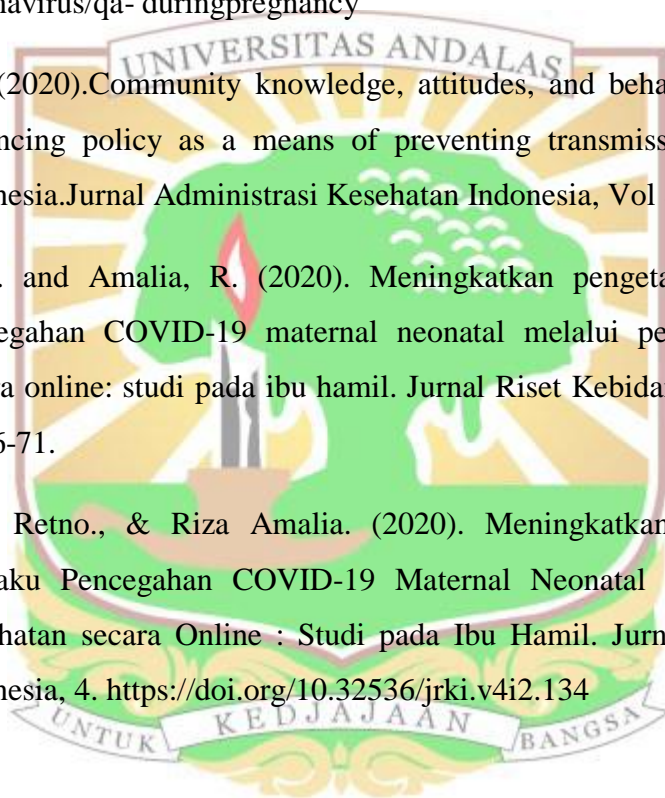 navirus/qa- duringpregnancy
UNIVERSITAS ANDALAS
(2020).Community knowledge, attitudes, and beha
ncing policy as a means of preventing transmiss
nesia.Jurnal Administrasi Kesehatan Indonesia, Vol
. and Amalia, R. (2020). Meningkatkan pengeta
egahan COVID-19 maternal neonatal melalui pe
a online: studi pada ibu hamil. Jurnal Riset Kebida
6-71.
Retno., & Riza Amalia. (2020). Meningkatkan
aku Pencegahan COVID-19 Maternal Neonatal
hatan secara Online : Studi pada Ibu Hamil. Jurn
nesia, 4. https://doi.org/10.32536/jrki.v4i2.134
UNTUK KEDJAJAAN BANGSA